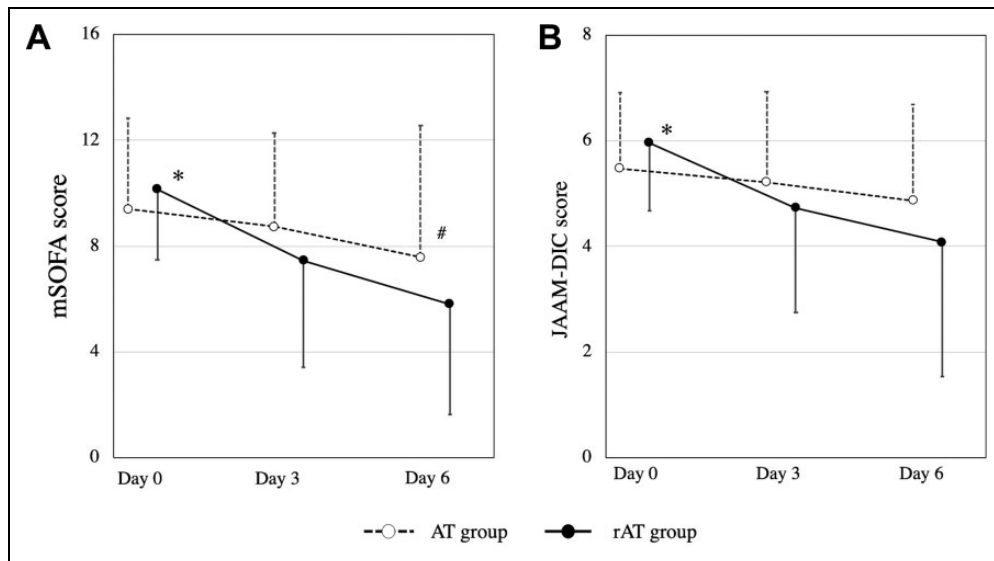 A
mSOFA score
16
12
8
4
0
*
#
Day 0 Day 3 Day 6
B
JAAM-DIC score
8
6
4
2
0
*
Day 0 Day 3 Day 6
AT group rAT group